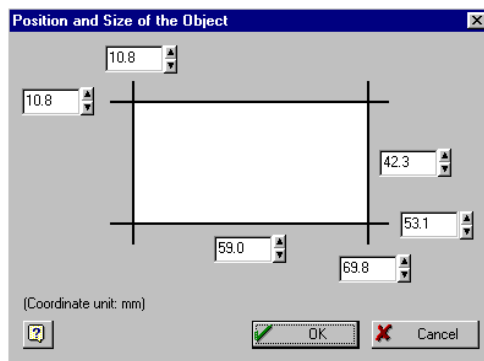 Position and Size of the Object
10.8
10.8
42.3
53.1
59.0
69.8
(Coordinate unit: mm)
OK
Cancel